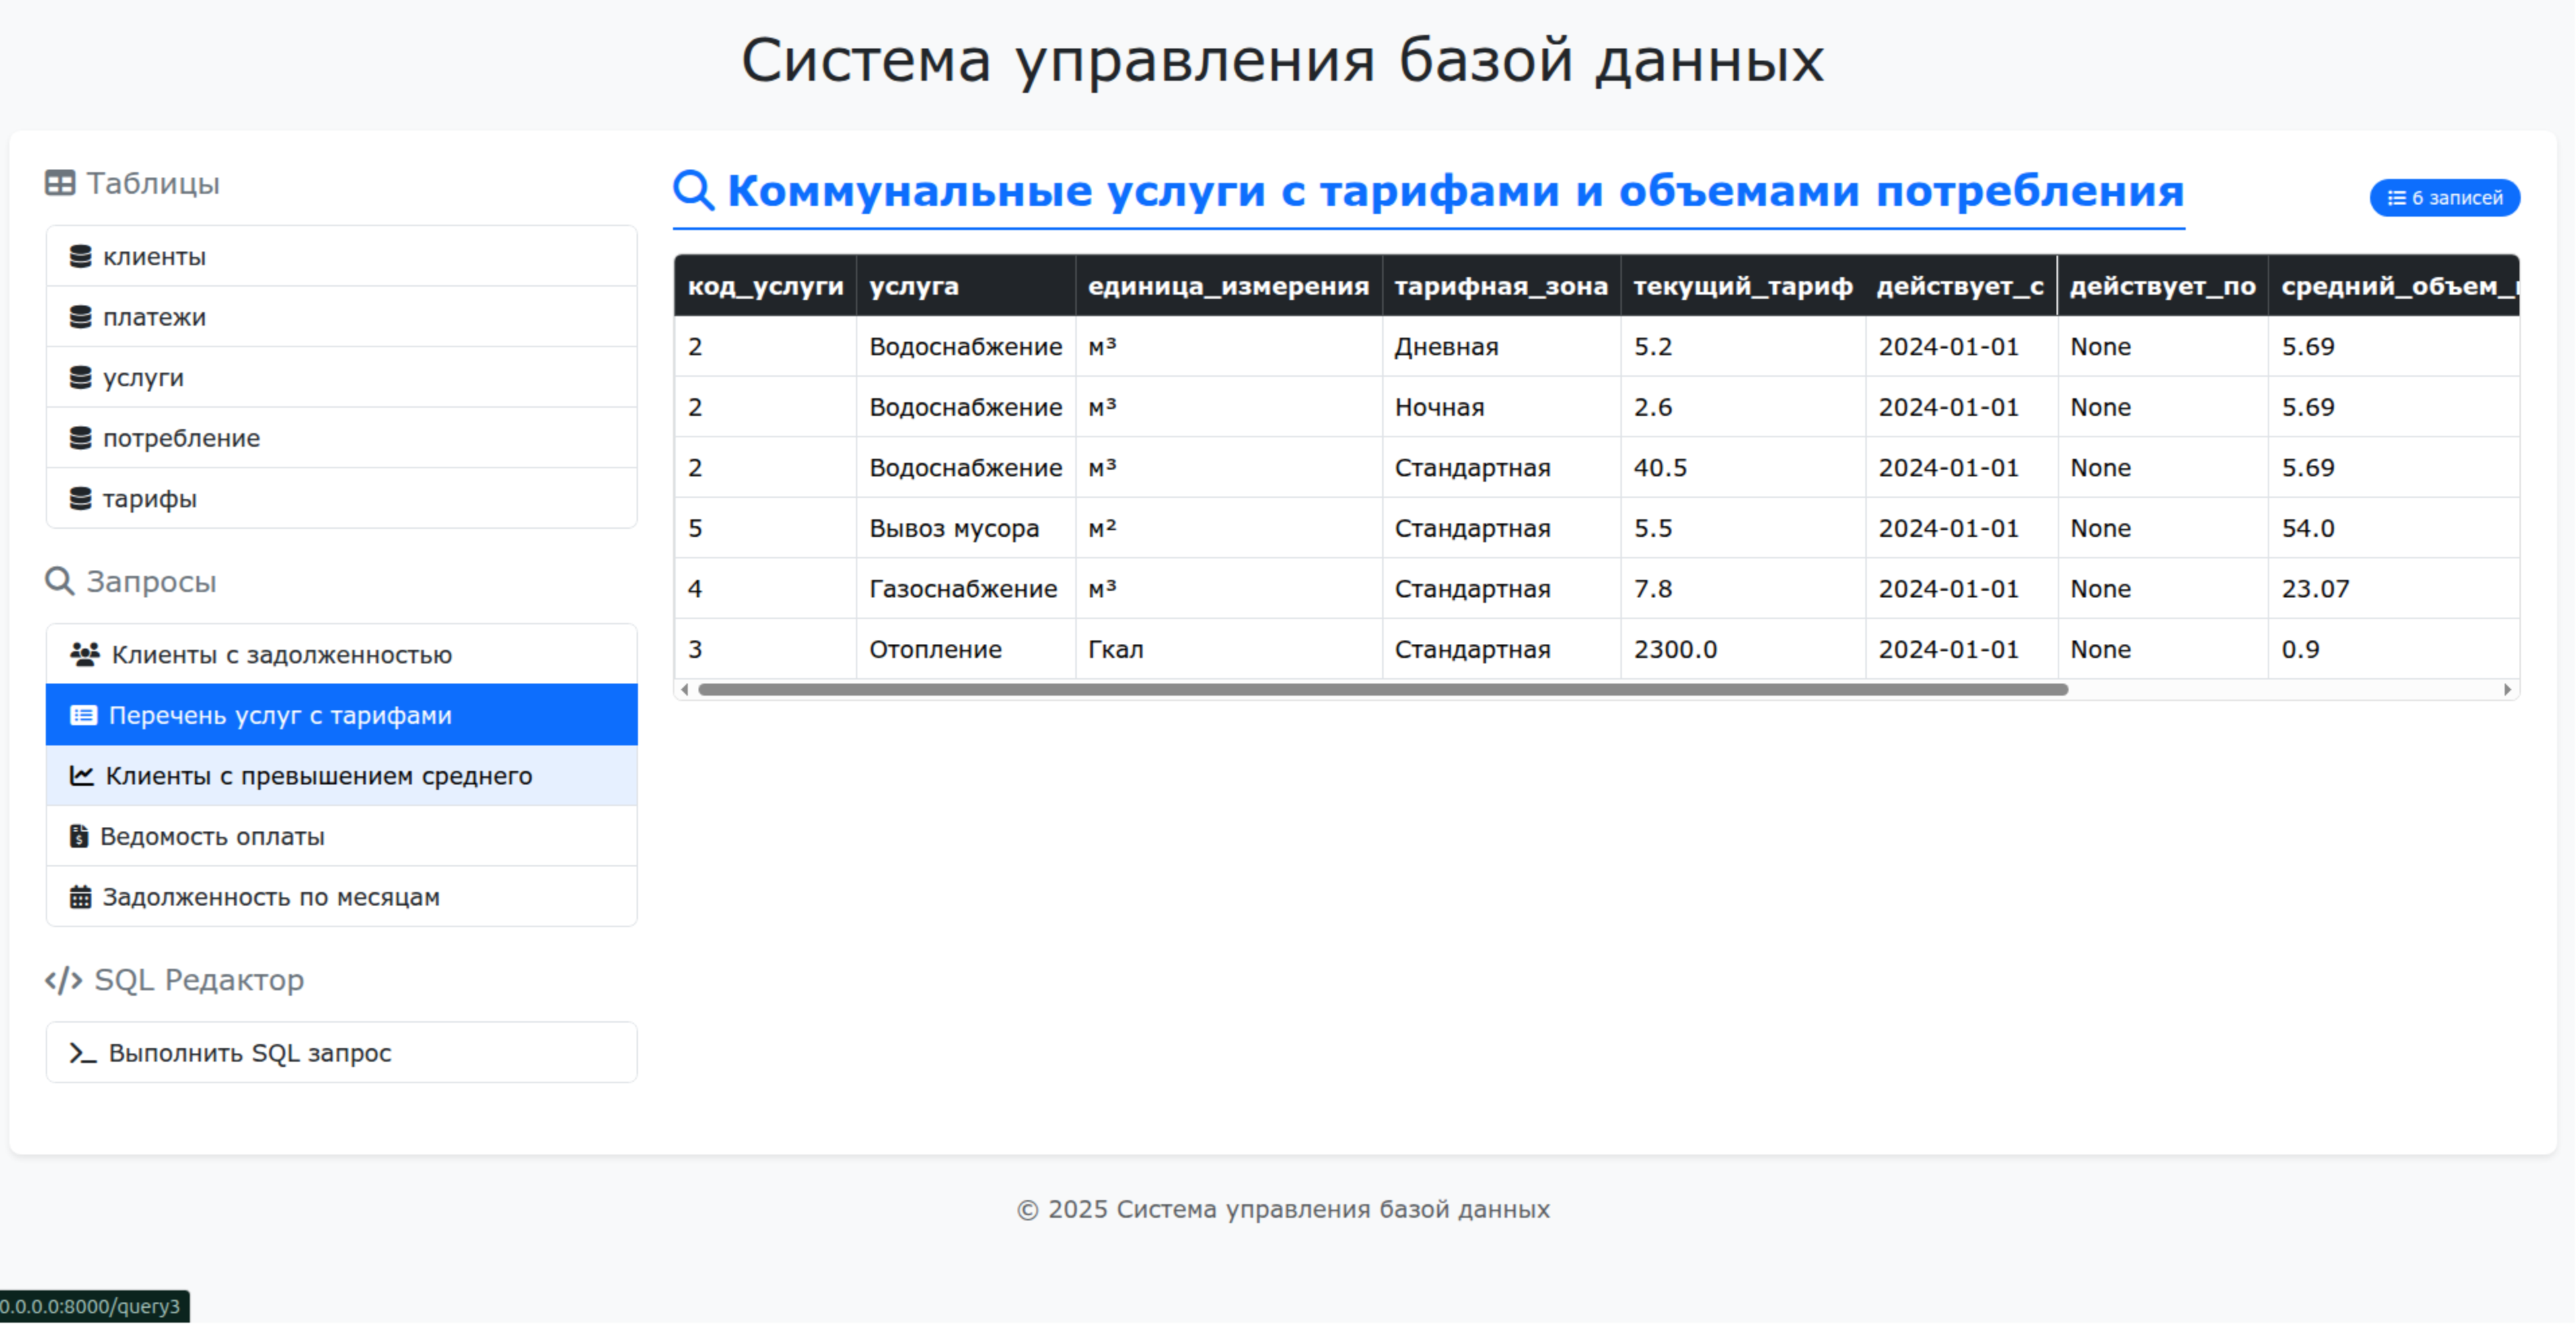 Система управления базой данных
Таблицы
клиенты
платежи
услуги
потребление
тарифы
Запросы
Клиенты с задолженностью
Перечень услуг с тарифами
Клиенты с превышением среднего
Ведомость оплаты
Задолженность по месяцам
SQL Редактор
Выполнить SQL запрос
Коммунальные услуги с тарифами и объемами потребления
6 записей
код_услуги услуга единица_измерения тарифная_зона текущий_тариф действует_с действует_по средний_объем_
2 Водоснабжение м³ Дневная 5.2 2024-01-01 None 5.69
2 Водоснабжение м³ Ночная 2.6 2024-01-01 None 5.69
2 Водоснабжение м³ Стандартная 40.5 2024-01-01 None 5.69
5 Вывоз мусора м² Стандартная 5.5 2024-01-01 None 54.0
4 Газоснабжение м³ Стандартная 7.8 2024-01-01 None 23.07
3 Отопление Гкал Стандартная 2300.0 2024-01-01 None 0.9
© 2025 Система управления базой данных
0.0.0.0:8000/query3